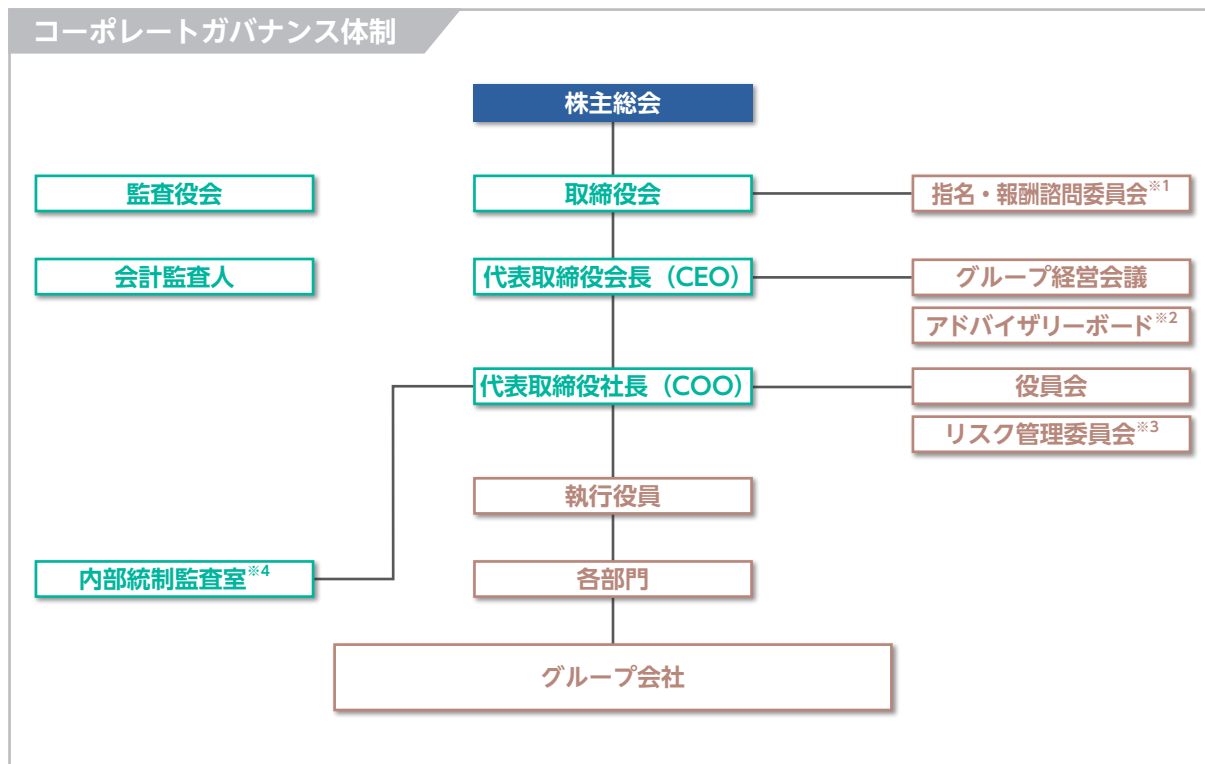 コーポレートガバナンス体制
株主総会
監査役会
取締役会
指名・報酬諮問委員会※1
会計監査人
代表取締役会長（CEO）
グループ経営会議
アドバイザリーボード※2
代表取締役社長（COO）
役員会
リスク管理委員会※3
執行役員
内部統制監査室※4
各部門
グループ会社